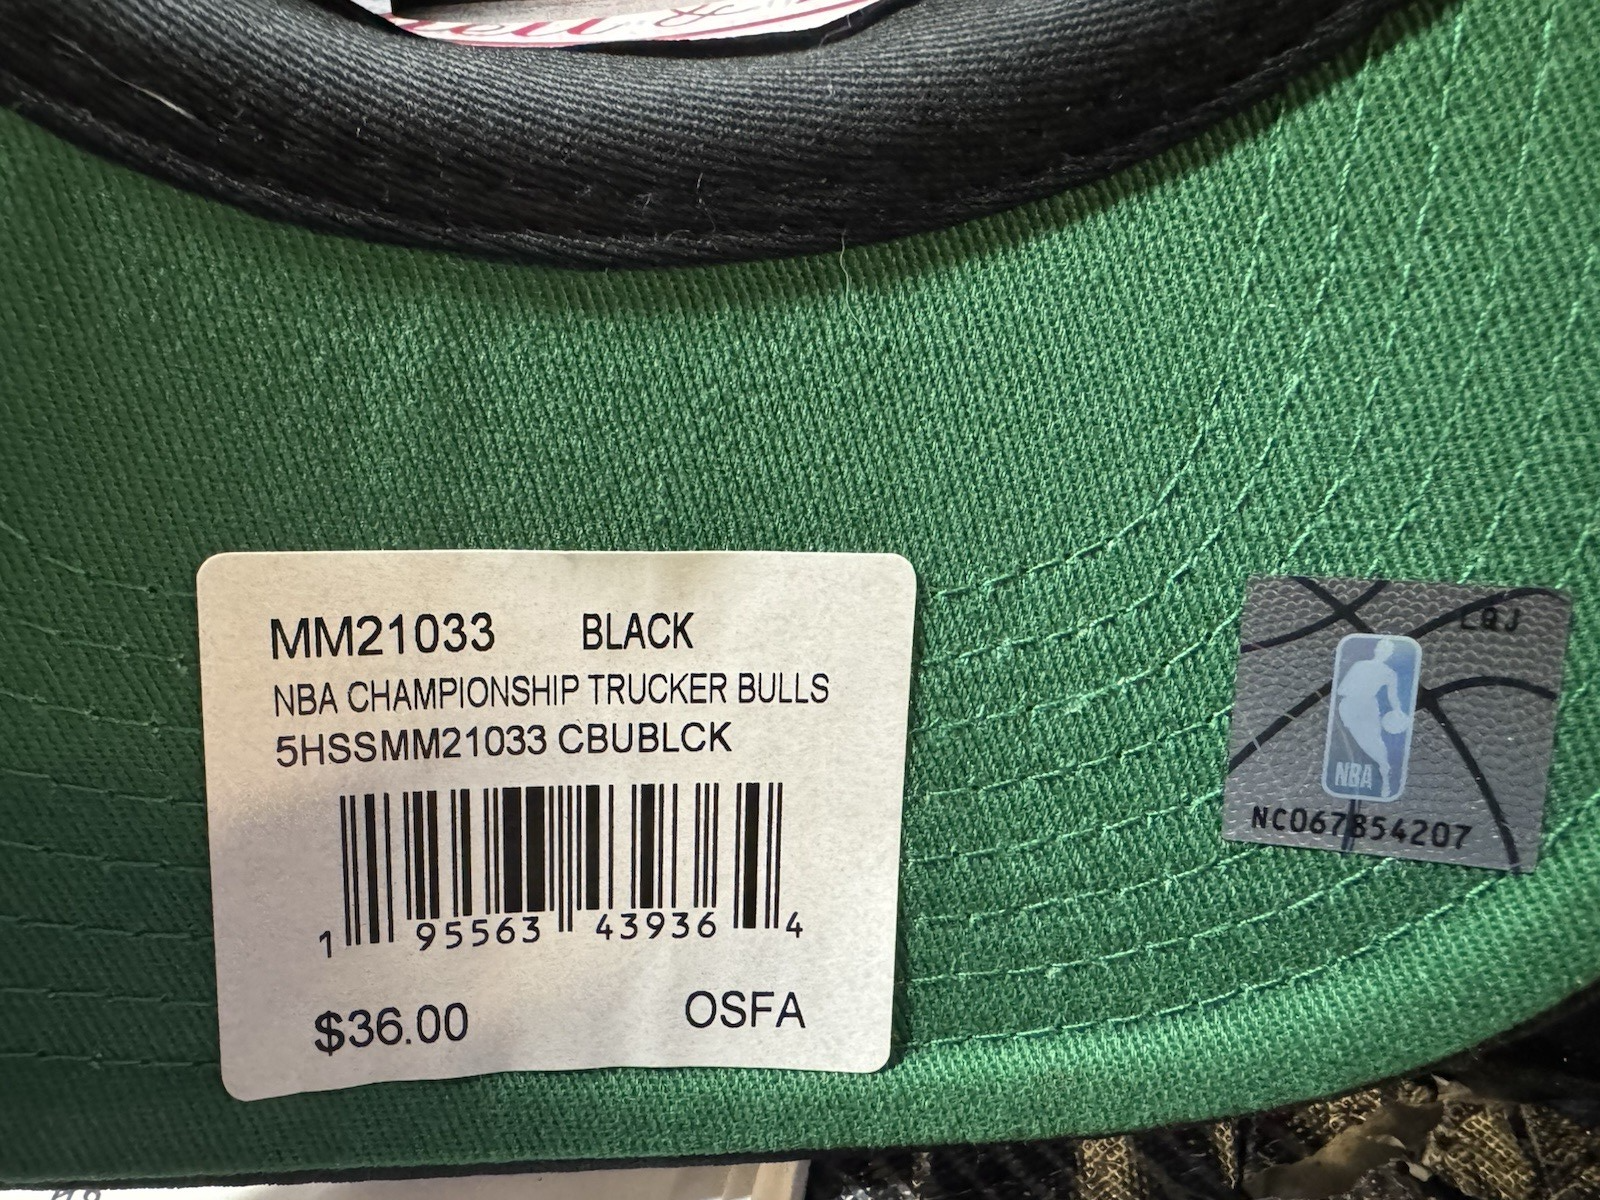 MM21033 BLACK
NBA CHAMPIONSHIP TRUCKER BULLS
5HSSMM21033 CBUBLCK
1 95563 43936 4
$36.00 OSFA
LQJ
NBA
NC067854207